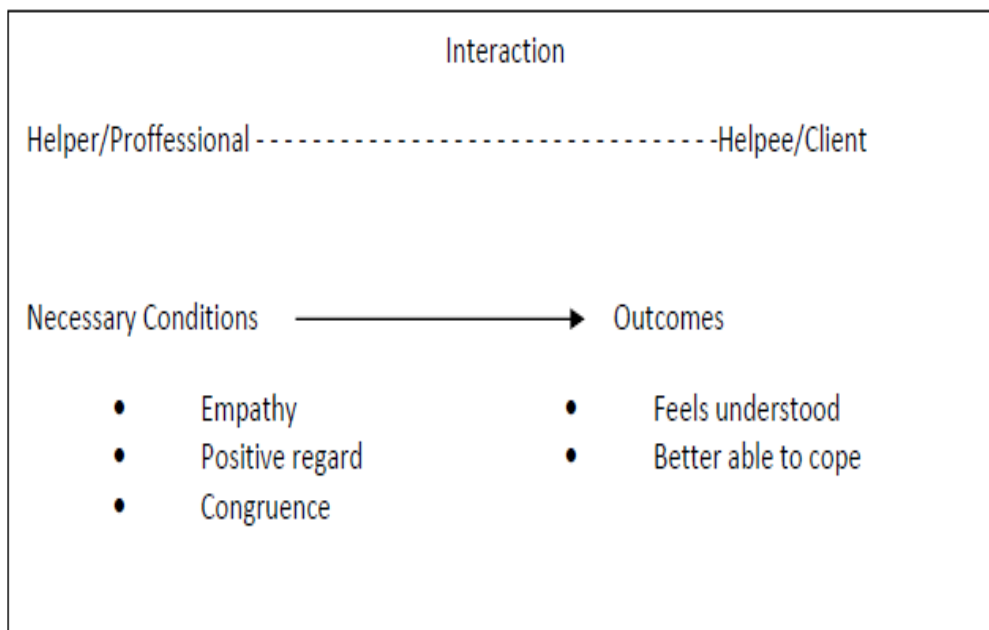 Interaction
Helper/Proffessional - - - - - - - - - - - - - - - - - - - - - - - - - - - - - - - - -Helpee/Client
Necessary Conditions Outcomes
• Empathy • Feels understood
• Positive regard • Better able to cope
• Congruence